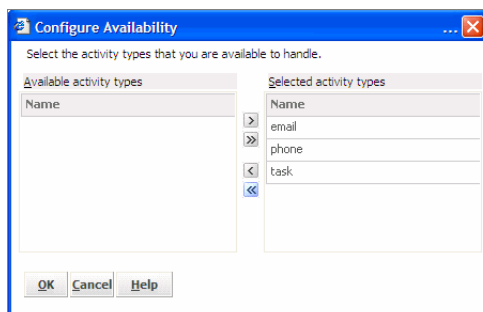 Configure Availability ...
Select the activity types that you are available to handle.
Available activity types
Name
Selected activity types
Name
email
phone
task
OK Cancel Help